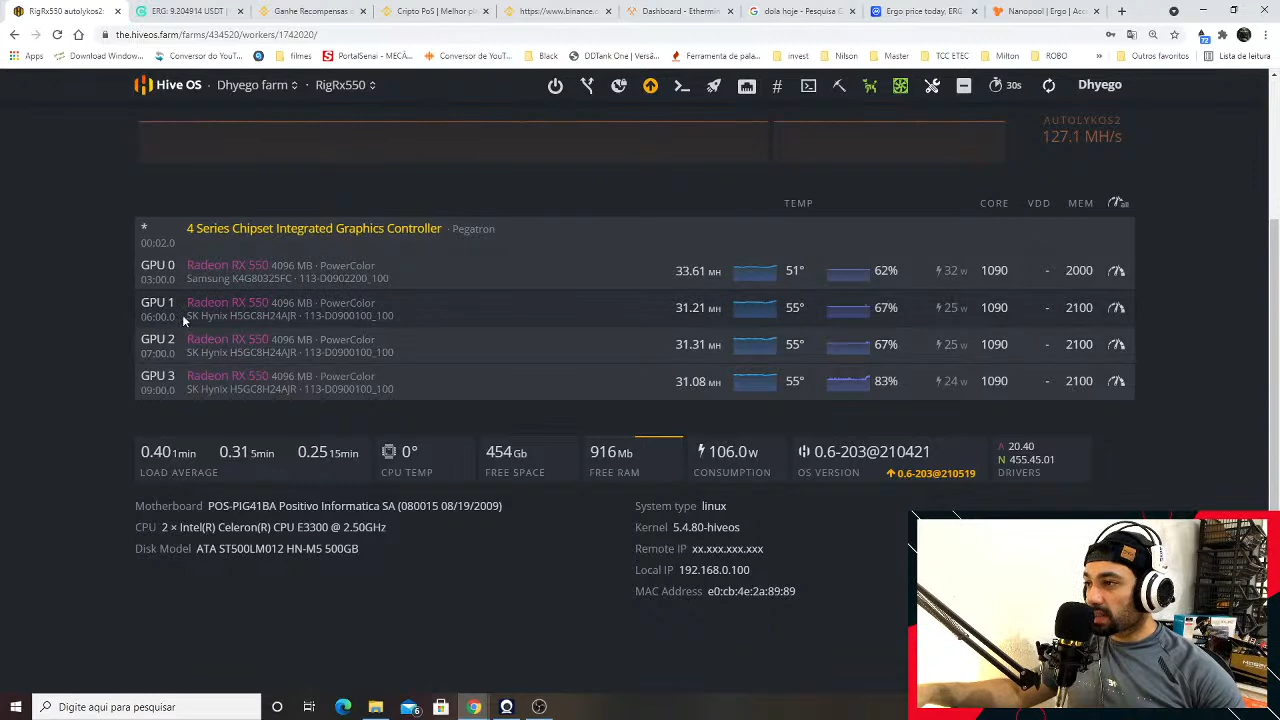 RigRx550 autolykos2:
ERG: 9.204914 USDT |
Ganhe Recompensas e
Cripto PoS | Melhor pl
https://www.binance.c
Dashboard - Ethermin
dola hoje - Pesquisa G
Ergo price today, ERG
Nanopool | Erg | Acco
the.hiveos.farm/farms/434520/workers/1742020/
72
Apps
Download Window...
Conversor de YouT...
filmes
PortalSenai - MECÂ...
Conversor de YouT...
Black
DDTank One | Versã...
Ferramenta de pala...
invest
Milton
Master
TCC ETEC
Milton
ROBO
Outros favoritos
Lista de leitura
Hive OS
Dhyego farm
RigRx550
30s
Dhyego
AUTOLYKOS2
127.1 MH/s
TEMP CORE VDD MEM all
* 4 Series Chipset Integrated Graphics Controller · Pegatron
00:02.0
GPU 0 Radeon RX 550 4096 MB · PowerColor
03:00.0 Samsung K4G80325FC · 113-D0902200_100
33.61 MH 51° 62% 32 W 1090 - 2000
GPU 1 Radeon RX 550 4096 MB · PowerColor
06:00.0 SK Hynix H5GC8H24AJR · 113-D0900100_100
31.21 MH 55° 67% 25 W 1090 - 2100
GPU 2 Radeon RX 550 4096 MB · PowerColor
07:00.0 SK Hynix H5GC8H24AJR · 113-D0900100_100
31.31 MH 55° 67% 25 W 1090 - 2100
GPU 3 Radeon RX 550 4096 MB · PowerColor
09:00.0 SK Hynix H5GC8H24AJR · 113-D0900100_100
31.08 MH 55° 83% 24 W 1090 - 2100
0.40 1min 0.31 5min 0.25 15min
LOAD AVERAGE
0°
CPU TEMP
454 Gb
FREE SPACE
916 Mb
FREE RAM
106.0 W
CONSUMPTION
0.6-203@210421
OS VERSION 0.6-203@210519
A 20.40
N 455.45.01
DRIVERS
Motherboard POS-PIG41BA Positivo Informatica SA (080015 08/19/2009)
CPU 2 × Intel(R) Celeron(R) CPU E3300 @ 2.50GHz
Disk Model ATA ST500LM012 HN-M5 500GB
System type linux
Kernel 5.4.80-hiveos
Remote IP xx.xxx.xxx.xxx
Local IP 192.168.0.100
MAC Address e0:cb:4e:2a:89:89
Digite aqui para pesquisar
6